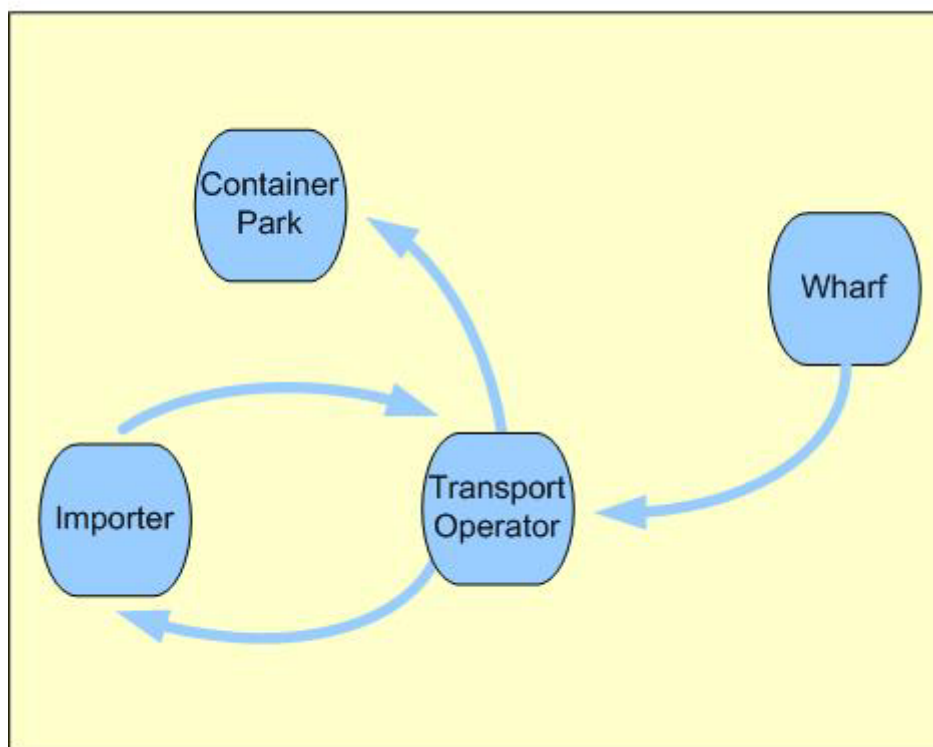 Container
Park
Wharf
Importer
Transport
Operator